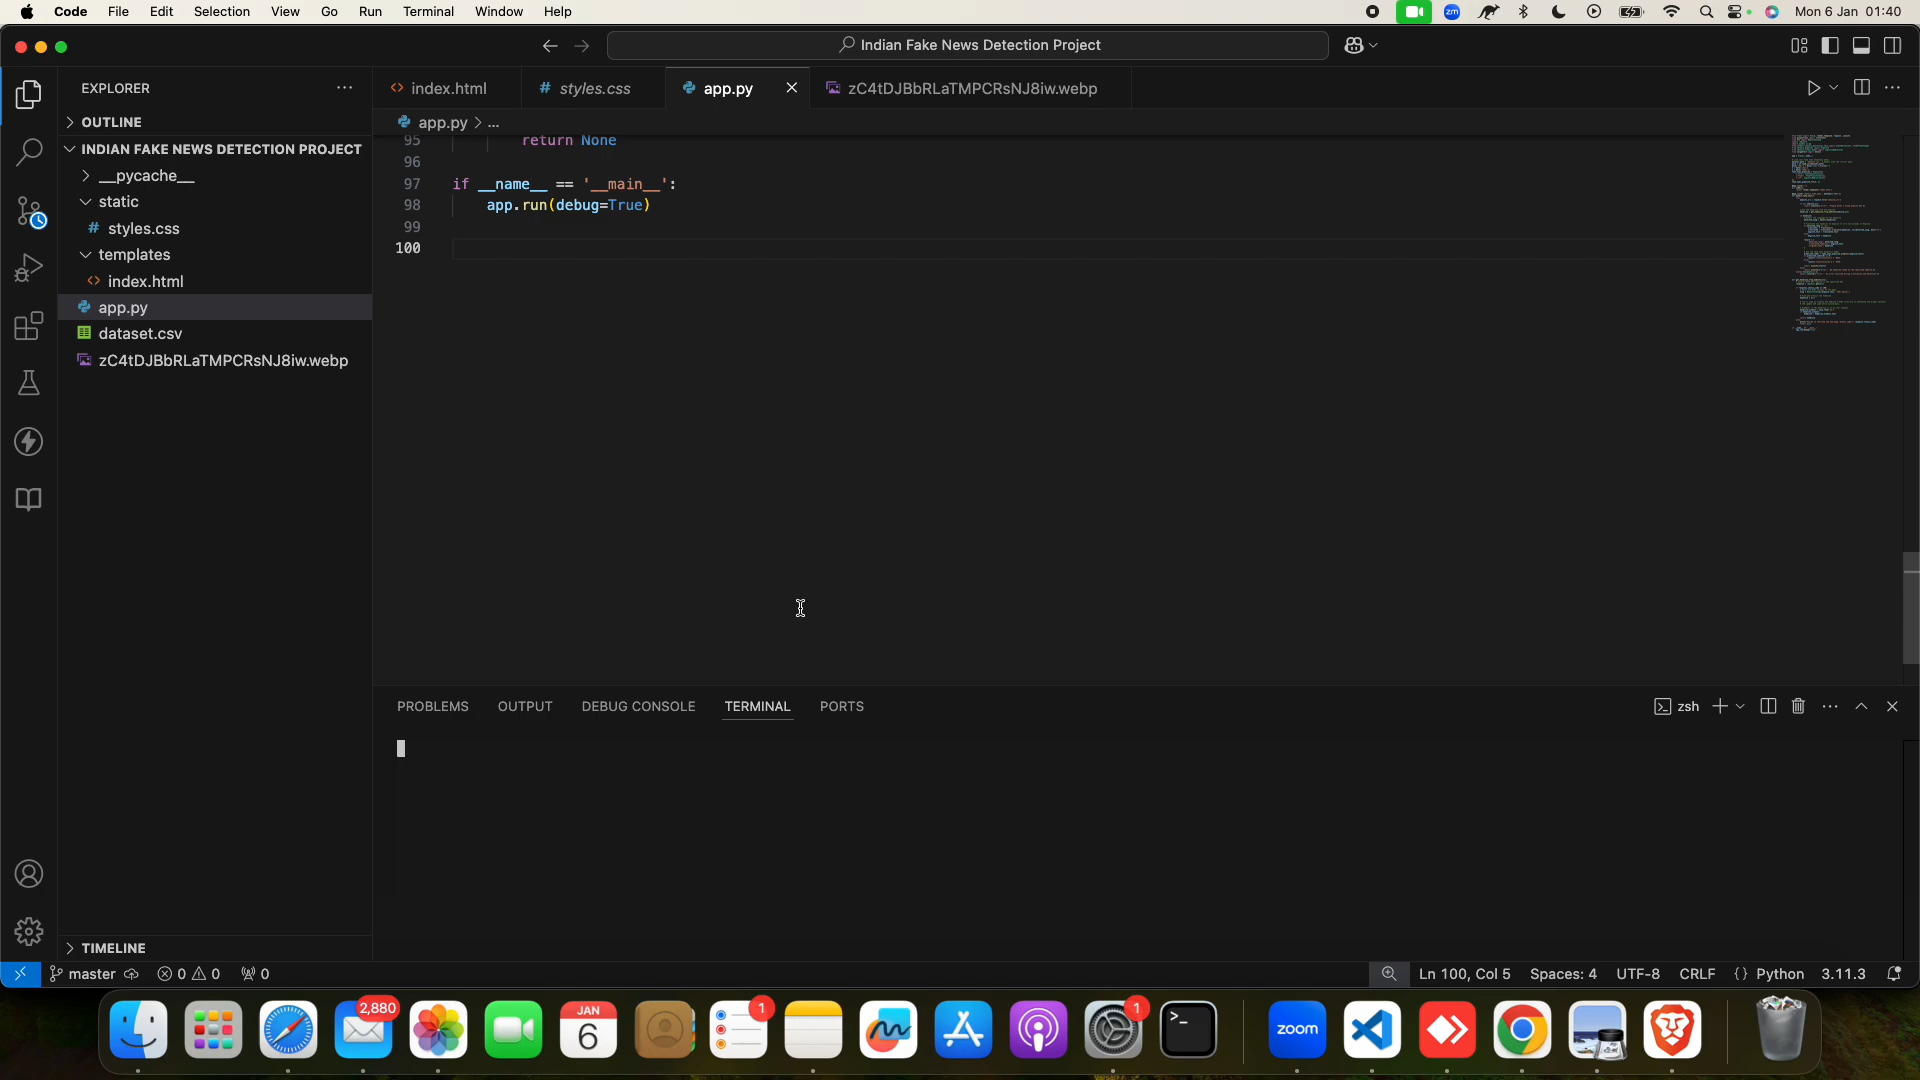 Code File Edit Selection View Go Run Terminal Window Help zm Mon 6 Jan 01:40
Indian Fake News Detection Project
EXPLORER
OUTLINE
INDIAN FAKE NEWS DETECTION PROJECT
__pycache__
static
# styles.css
templates
<> index.html
app.py
dataset.csv
zC4tDJBbRLaTMPCRsNJ8iw.webp
TIMELINE
<> index.html # styles.css app.py zC4tDJBbRLaTMPCRsNJ8iw.webp
app.py > ...
95 return None
96
97 if __name__ == '__main__':
98 app.run(debug=True)
99
100
PROBLEMS OUTPUT DEBUG CONSOLE TERMINAL PORTS zsh
master 0 0 0 Ln 100, Col 5 Spaces: 4 UTF-8 CRLF {} Python 3.11.3
2,880 JAN 6 1 1 zoom